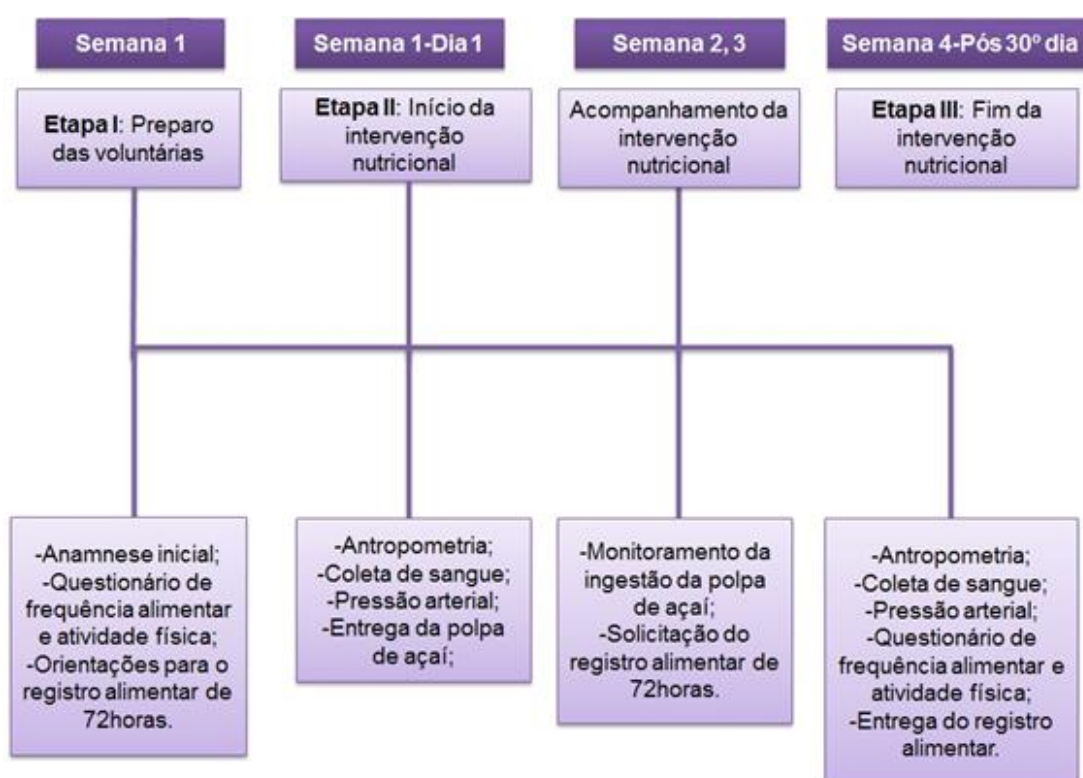 Semana 1
Semana 1-Dia 1
Semana 2, 3
Semana 4-Pós 30º dia
Etapa I: Preparo
das voluntárias
Etapa II: Início da
intervenção
nutricional
Acompanhamento da
intervenção
nutricional
Etapa III: Fim da
intervenção
nutricional
-Anamnese inicial;
-Questionário de
frequência alimentar
e atividade física;
-Orientações para o
registro alimentar de
72horas.
-Antropometria;
-Coleta de sangue;
-Pressão arterial;
-Entrega da polpa
de açaí;
-Monitoramento da
ingestão da polpa
de açaí;
-Solicitação do
registro alimentar de
72horas.
-Antropometria;
-Coleta de sangue;
-Pressão arterial;
-Questionário de
frequência alimentar e
atividade física;
-Entrega do registro
alimentar.